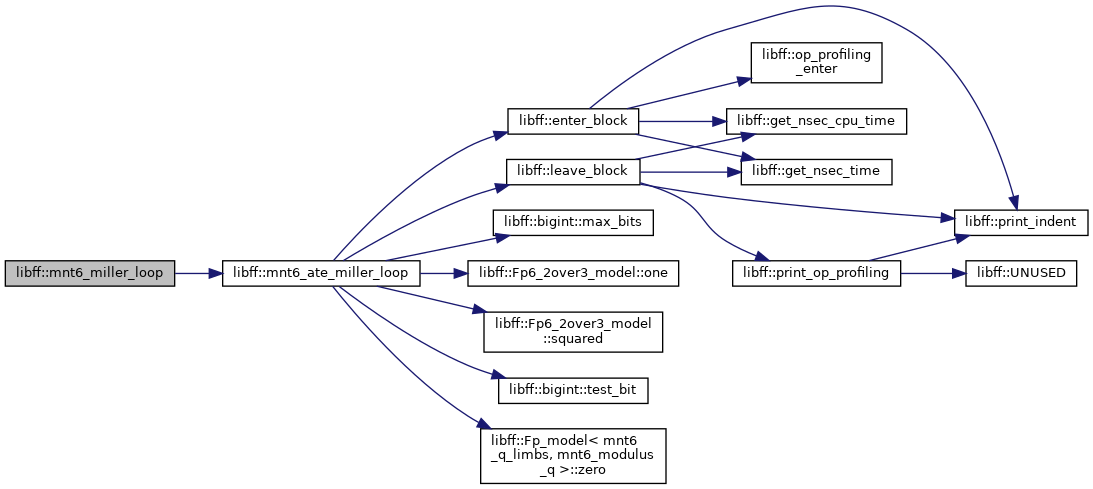 libff::mnt6_miller_loop
libff::mnt6_ate_miller_loop
libff::enter_block
libff::leave_block
libff::bigint::max_bits
libff::Fp6_2over3_model::one
libff::Fp6_2over3_model
::squared
libff::bigint::test_bit
libff::Fp_model< mnt6
_q_limbs, mnt6_modulus
_q >::zero
libff::op_profiling
_enter
libff::get_nsec_cpu_time
libff::get_nsec_time
libff::print_op_profiling
libff::print_indent
libff::UNUSED